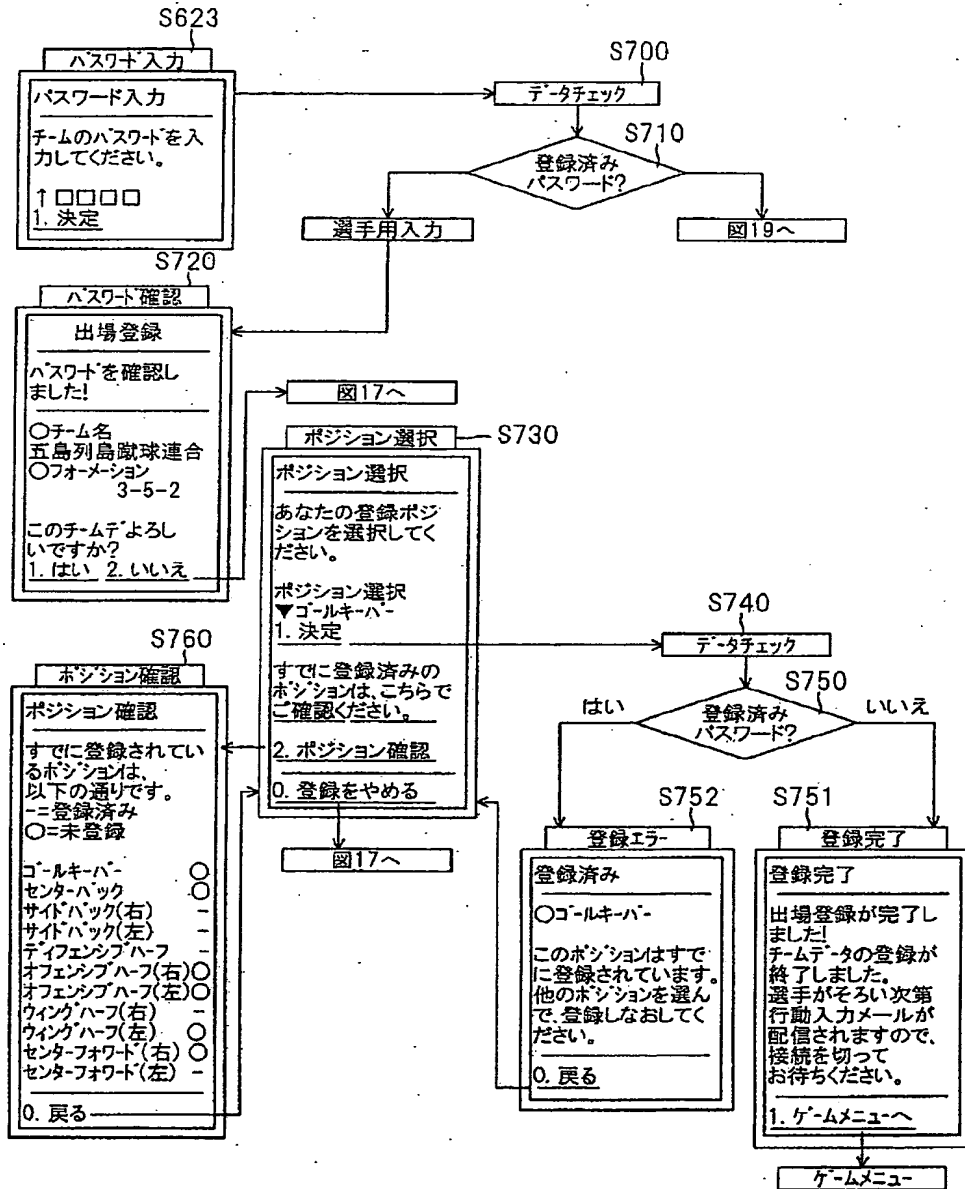 S623
パスワード入力
パスワード入力
チームのパスワードを入
力してください。
↑□□□□
1. 決定
S700
データチェック
S710
登録済み
パスワード?
選手用入力
図19へ
S720
パスワード確認
出場登録
パスワードを確認し
ました!
○チーム名
五島列島蹴球連合
○フォーメーション
3-5-2
このチームデよろし
いですか?
1. はい 2. いいえ
図17へ
S730
ポジション選択
ポジション選択
あなたの登録ポジ
ションを選択してく
ださい。
ポジション選択
▼ゴールキーパー
1. 決定
すでに登録済みの
ポジションは、こちらで
ご確認ください。
2. ポジション確認
0. 登録をやめる
図17へ
S740
データチェック
S750
はい
登録済み
パスワード?
いいえ
S760
ポジション確認
ポジション確認
すでに登録されてい
るポジションは、
以下の通りです。
-=登録済み
○=未登録
ゴールキーパー ○
センターバック ○
サイドバック(右) -
サイドバック(左) -
ディフェンシブハーフ -
オフェンシブハーフ(右)○
オフェンシブハーフ(左)○
ウィングハーフ(右) -
ウィングハーフ(左) ○
センターフォワード(右)○
センターフォワード(左) -
0. 戻る
S752
登録エラー
登録済み
○ゴールキーパー
このポジションはすで
に登録されています。
他のポジションを選ん
で、登録しなおしてく
ださい。
0. 戻る
S751
登録完了
登録完了
出場登録が完了し
ました!
チームデータの登録が
終了しました。
選手がそろい次第
行動入力メールが
配信されますので、
接続を切って
お待ちください。
1. ゲームメニューへ
ゲームメニュー